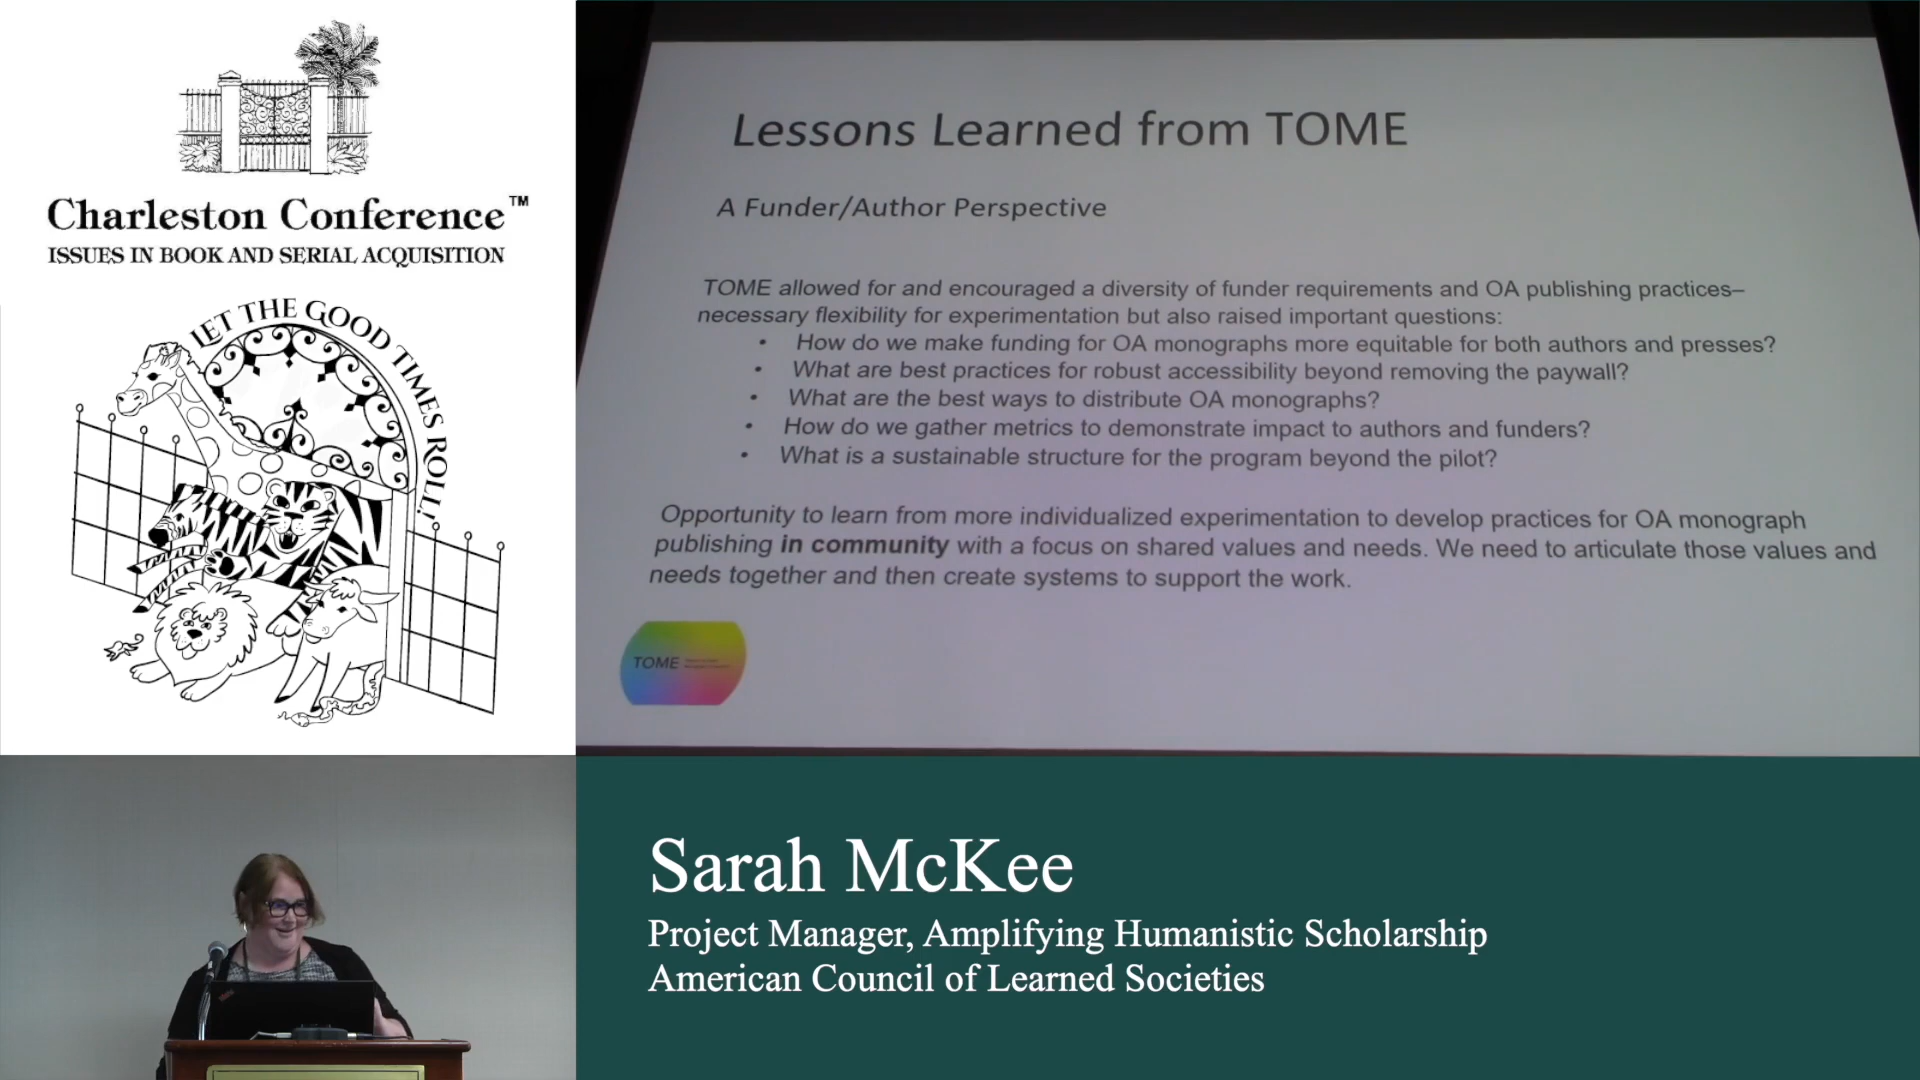 Charleston Conference™
ISSUES IN BOOK AND SERIAL ACQUISITION
LET THE GOOD TIMES ROLL!
Lessons Learned from TOME
A Funder/Author Perspective
TOME allowed for and encouraged a diversity of funder requirements and OA publishing practices–
necessary flexibility for experimentation but also raised important questions:
• How do we make funding for OA monographs more equitable for both authors and presses?
• What are best practices for robust accessibility beyond removing the paywall?
• What are the best ways to distribute OA monographs?
• How do we gather metrics to demonstrate impact to authors and funders?
• What is a sustainable structure for the program beyond the pilot?
Opportunity to learn from more individualized experimentation to develop practices for OA monograph
publishing in community with a focus on shared values and needs. We need to articulate those values and
needs together and then create systems to support the work.
TOME
Sarah McKee
Project Manager, Amplifying Humanistic Scholarship
American Council of Learned Societies